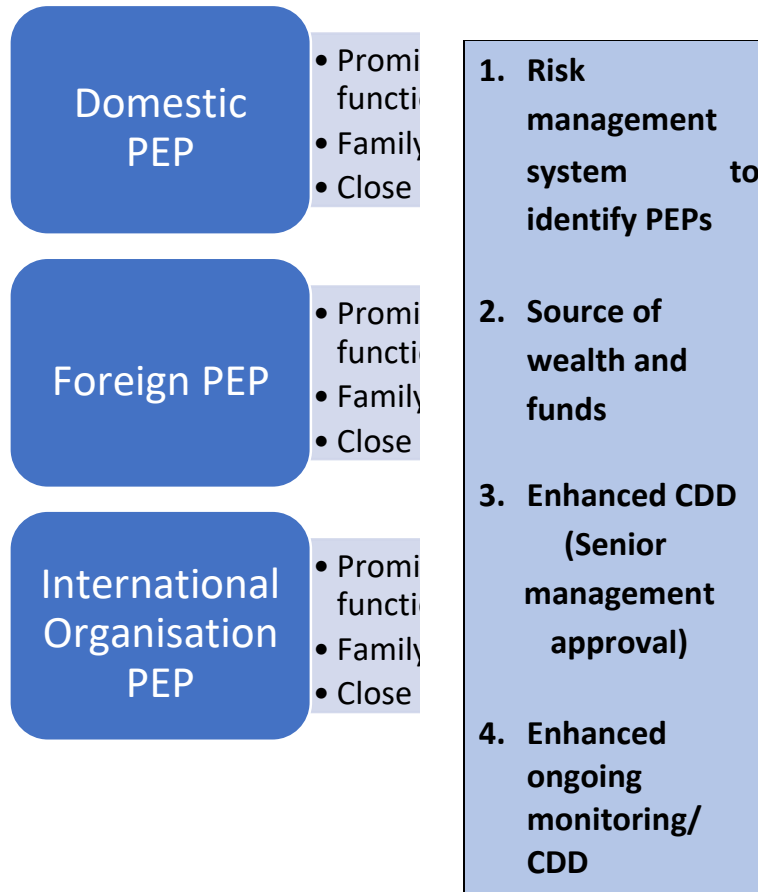 Domestic
PEP
• Promi
functi
• Family
• Close
Foreign PEP
• Promi
functi
• Family
• Close
International
Organisation
PEP
• Promi
functi
• Family
• Close
1. Risk
management
system to
identify PEPs
2. Source of
wealth and
funds
3. Enhanced CDD
(Senior
management
approval)
4. Enhanced
ongoing
monitoring/
CDD